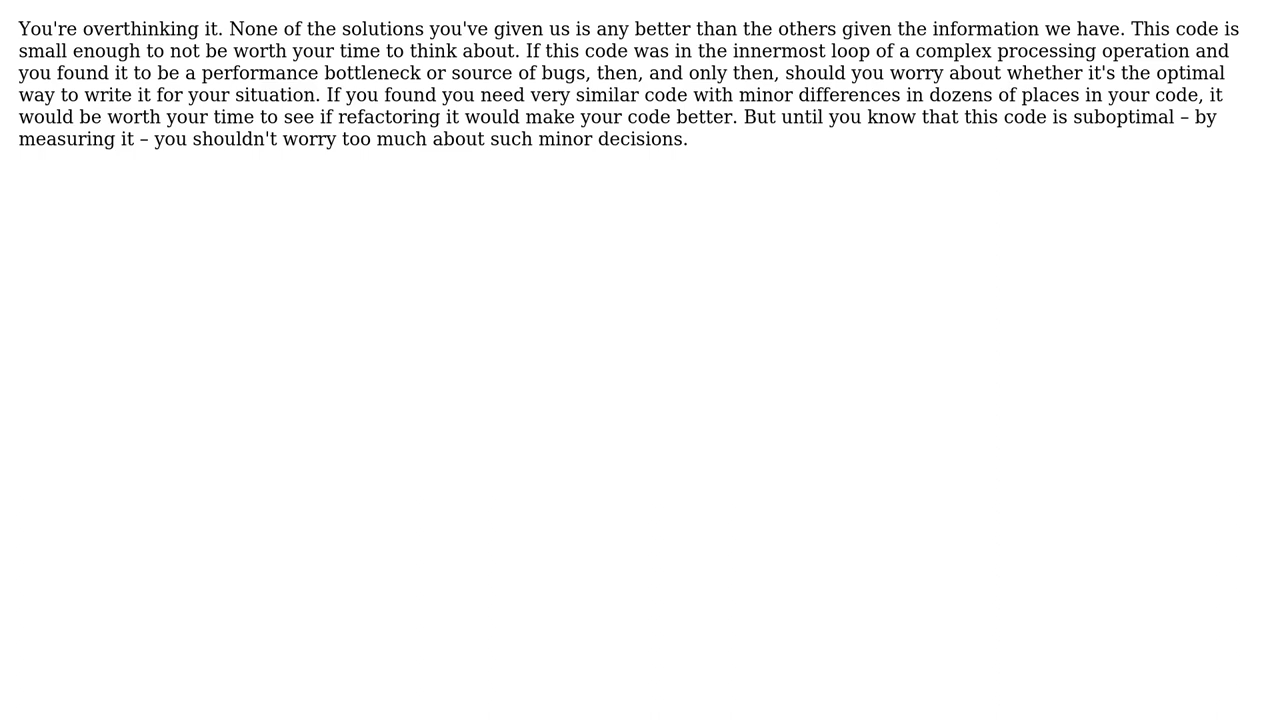 You're overthinking it. None of the solutions you've given us is any better than the others given the information we have. This code is
small enough to not be worth your time to think about. If this code was in the innermost loop of a complex processing operation and
you found it to be a performance bottleneck or source of bugs, then, and only then, should you worry about whether it's the optimal
way to write it for your situation. If you found you need very similar code with minor differences in dozens of places in your code, it
would be worth your time to see if refactoring it would make your code better. But until you know that this code is suboptimal – by
measuring it – you shouldn't worry too much about such minor decisions.